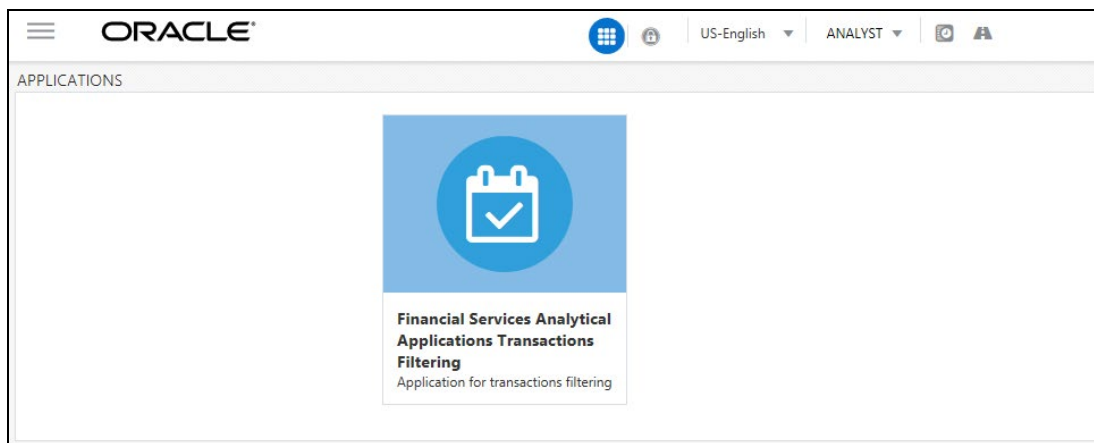 ORACLE®
US-English
ANALYST
APPLICATIONS
Financial Services Analytical
Applications Transactions
Filtering
Application for transactions filtering